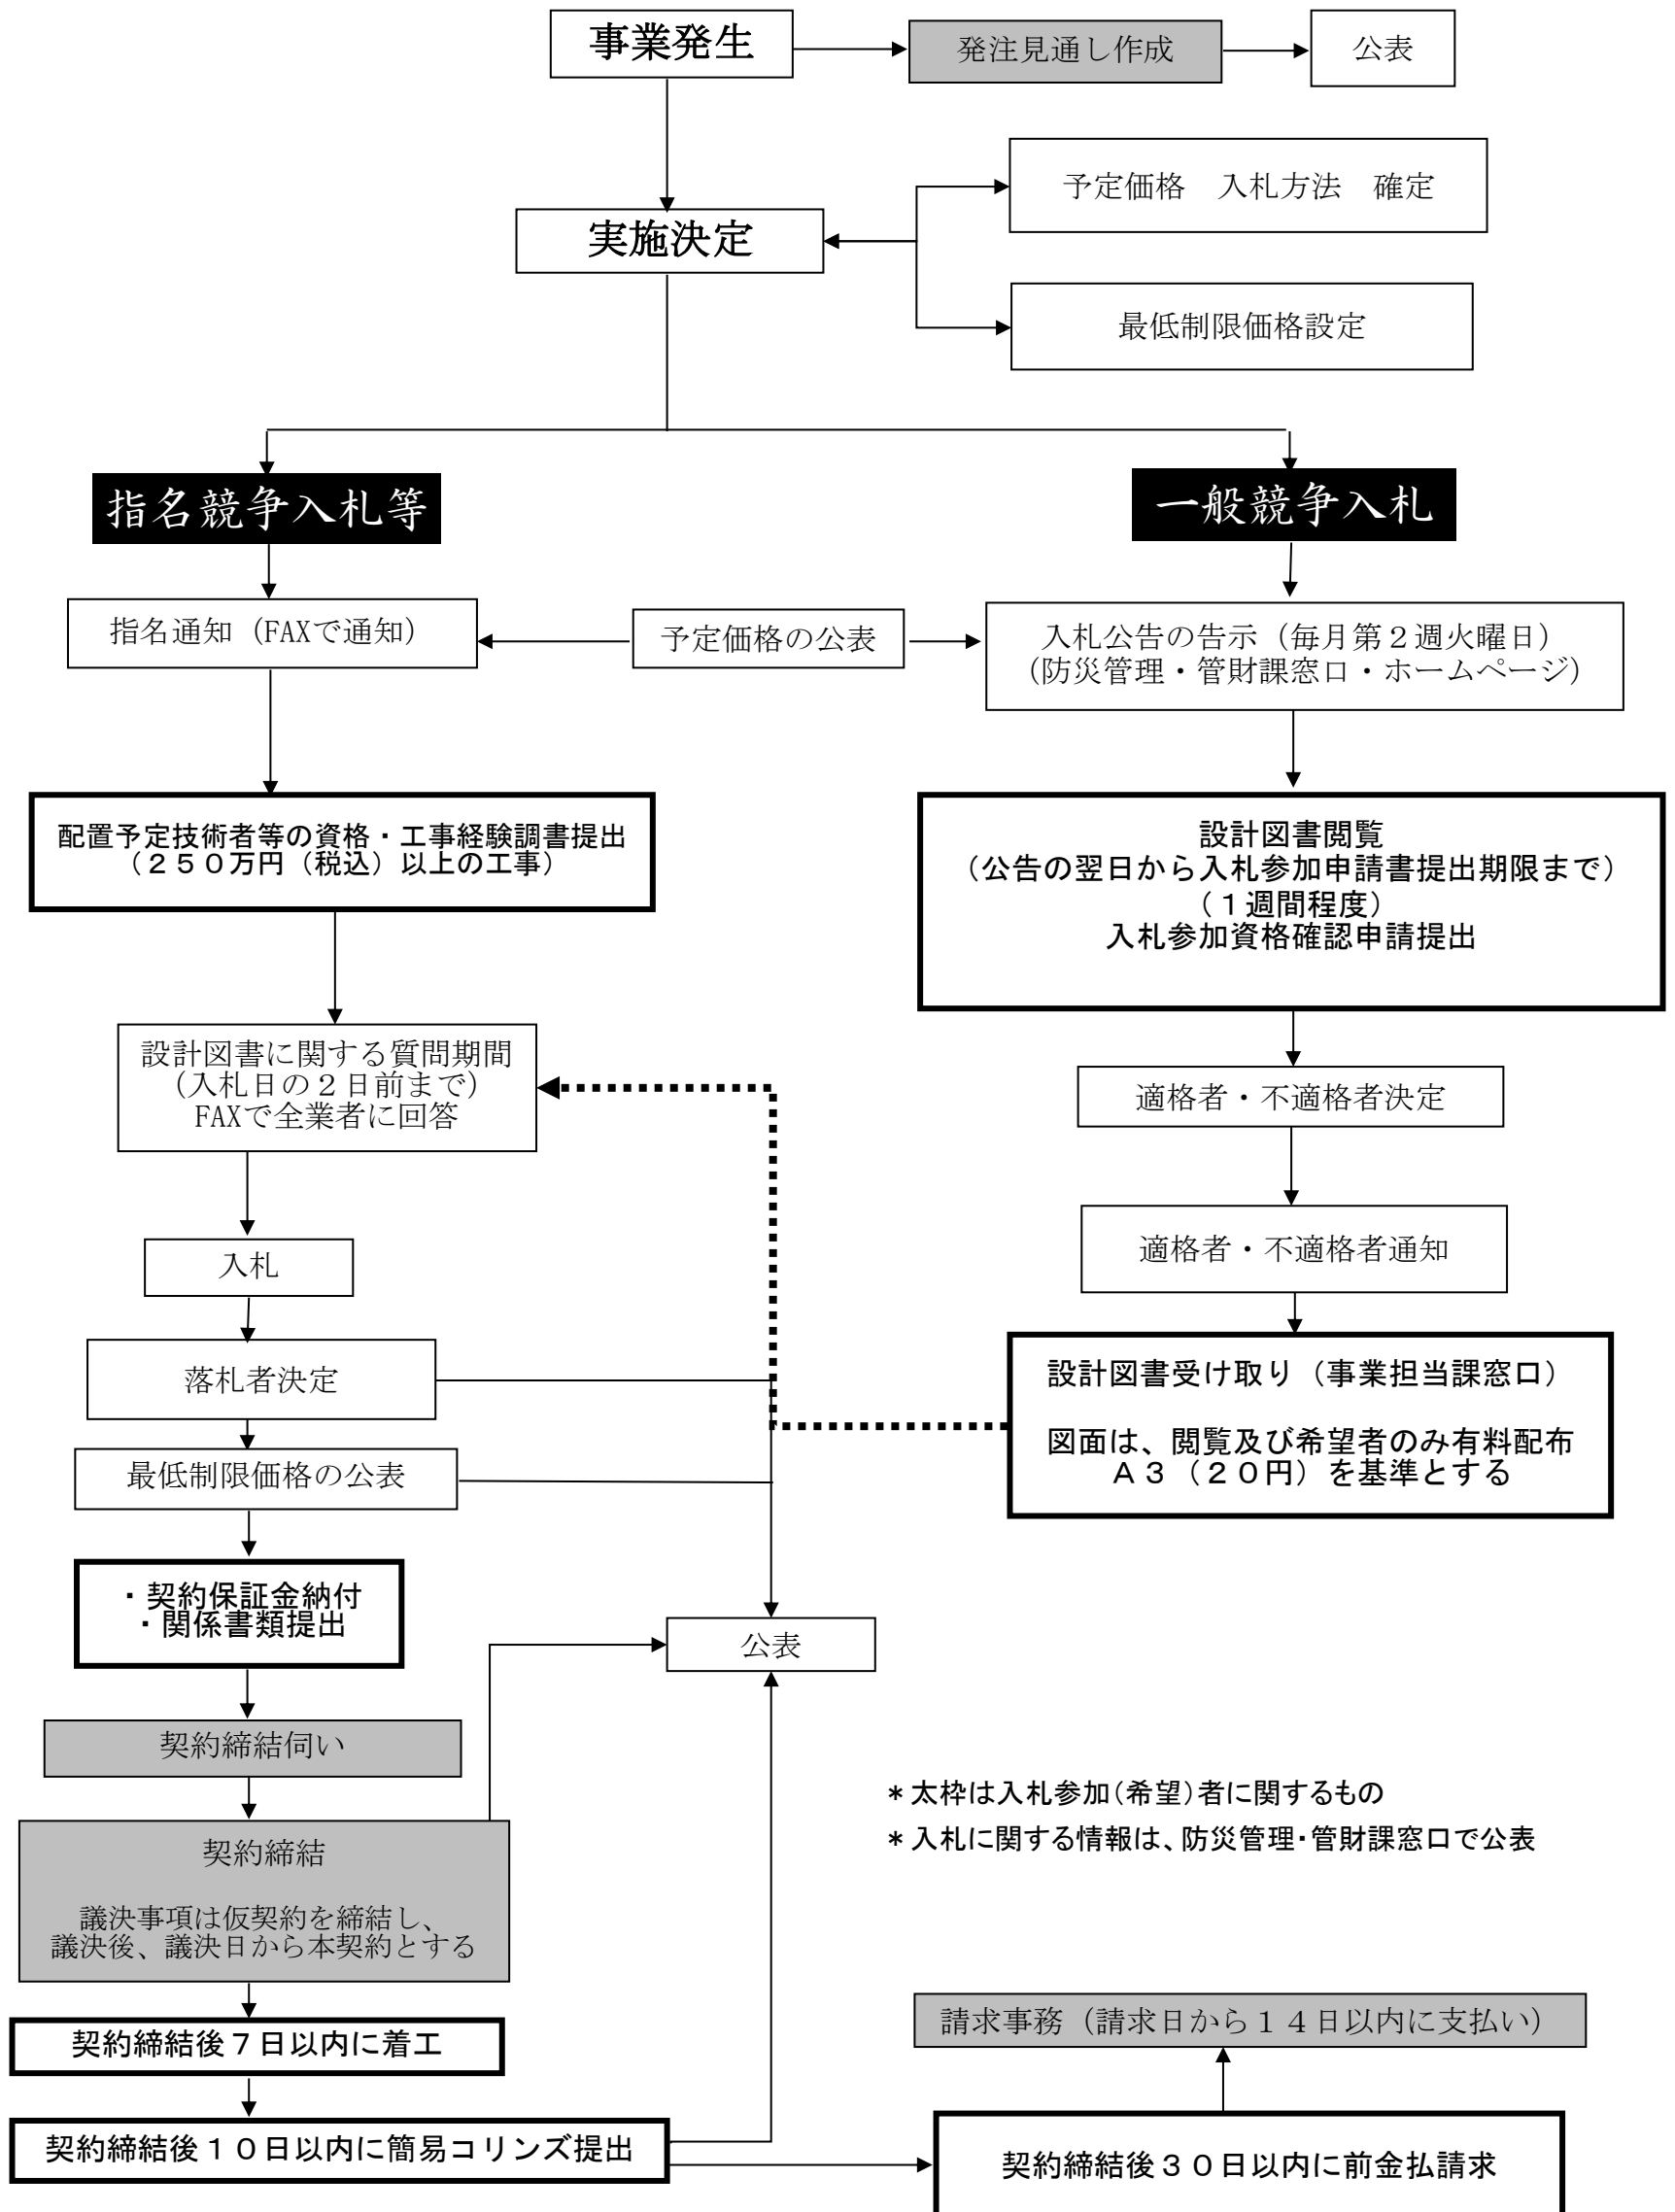 事業発生
発注見通し作成
公表
予定価格　入札方法　確定
実施決定
最低制限価格設定
指名競争入札等
一般競争入札
指名通知（FAXで通知）
予定価格の公表
入札公告の告示（毎月第２週火曜日）
（防災管理・管財課窓口・ホームページ）
配置予定技術者等の資格・工事経験調書提出
（２５０万円（税込）以上の工事）
設計図書閲覧
（公告の翌日から入札参加申請書提出期限まで）
（１週間程度）
入札参加資格確認申請提出
設計図書に関する質問期間
（入札日の２日前まで）
FAXで全業者に回答
適格者・不適格者決定
適格者・不適格者通知
入札
落札者決定
設計図書受け取り（事業担当課窓口）
図面は、閲覧及び希望者のみ有料配布
Ａ３（２０円）を基準とする
最低制限価格の公表
・契約保証金納付
・関係書類提出
公表
契約締結伺い
＊太枠は入札参加（希望）者に関するもの
＊入札に関する情報は、防災管理・管財課窓口で公表
契約締結
議決事項は仮契約を締結し、
議決後、議決日から本契約とする
請求事務（請求日から１４日以内に支払い）
契約締結後７日以内に着工
契約締結後１０日以内に簡易コリンズ提出
契約締結後３０日以内に前金払請求